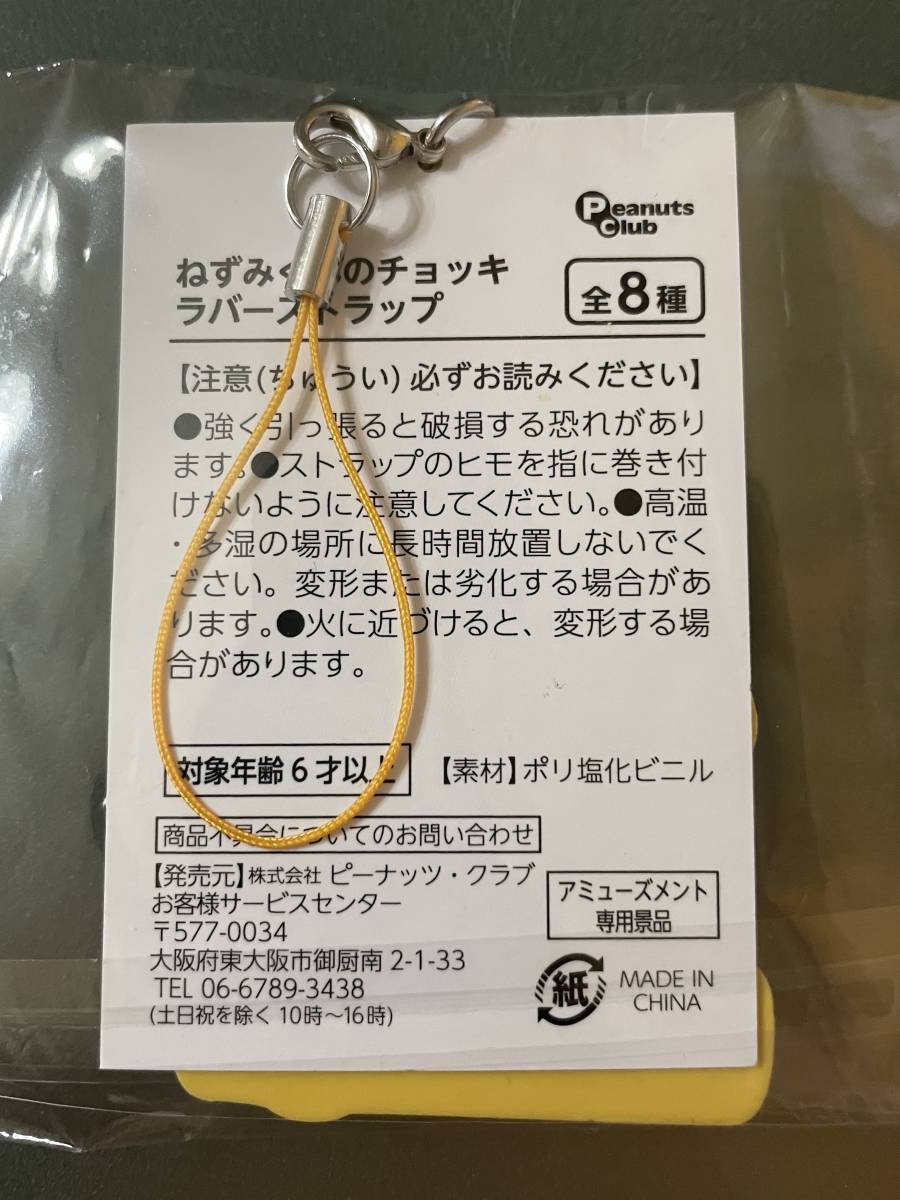 Peanuts
Club
ねずみくんのチョッキ
ラバーストラップ
全8種
【注意(ちゅうい)必ずお読みください】
●強く引っ張ると破損する恐れがあり
ます。●ストラップのヒモを指に巻き付
けないように注意してください。●高温
・多湿の場所に長時間放置しないでく
ださい。変形または劣化する場合があ
ります。●火に近づけると、変形する場
合があります。
対象年齢6才以上
【素材】ポリ塩化ビニル
商品不具合についてのお問い合わせ
【発売元】株式会社 ピーナッツ・クラブ
お客様サービスセンター
〒577-0034
大阪府東大阪市御厨南 2-1-33
TEL 06-6789-3438
(土日祝を除く 10時〜16時)
アミューズメント
専用景品
紙
MADE IN
CHINA